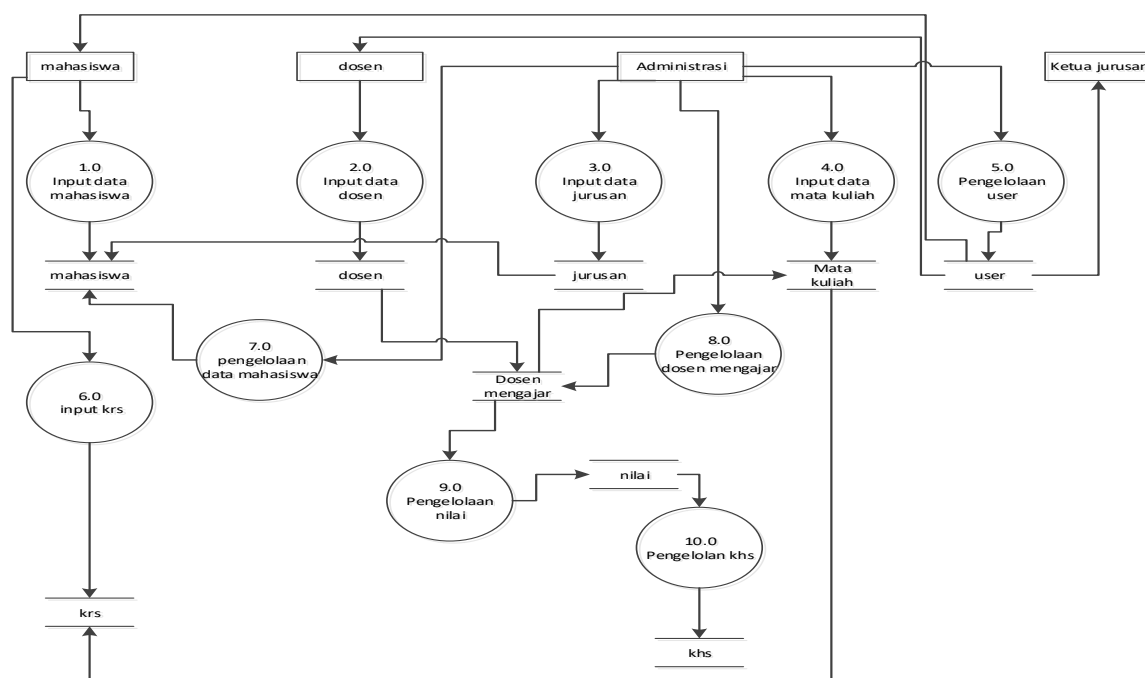 mahasiswa
dosen
Administrasi
Ketua jurusan
1.0
Input data
mahasiswa
2.0
Input data
dosen
3.0
Input data
jurusan
4.0
Input data
mata kuliah
5.0
Pengelolaan
user
mahasiswa
dosen
jurusan
Mata
kuliah
user
7.0
pengelolaan
data mahasiswa
8.0
Pengelolaan
dosen mengajar
6.0
input krs
Dosen
mengajar
9.0
Pengelolaan
nilai
nilai
10.0
Pengelolan khs
krs
khs